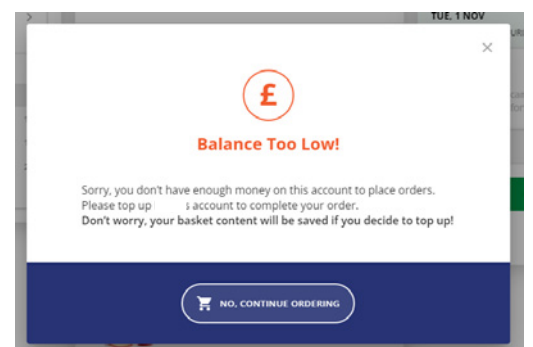 TUE, 1 NOV
£
Balance Too Low!
Sorry, you don't have enough money on this account to place orders.
Please top up s account to complete your order.
Don't worry, your basket content will be saved if you decide to top up!
NO, CONTINUE ORDERING